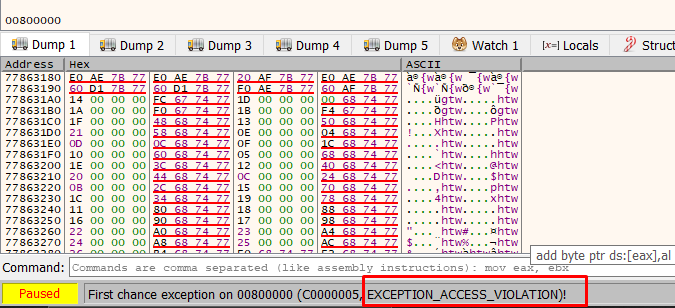 00800000
Dump 1 Dump 2 Dump 3 Dump 4 Dump 5 Watch 1 [x=] Locals Struct
Address Hex ASCII
77863180 E0 AE 7B 77 E0 AE 7B 77 20 AF 7B 77 E0 AE 7B 77 à®{wà®{w ¯{wà®{w
77863190 60 D1 7B 77 60 D1 7B 77 F0 AE 7B 77 60 AF 7B 77 `Ñ{w`Ñ{wð®{w`¯{w
778631A0 14 00 00 00 FC 67 74 77 1D 00 00 00 00 68 74 77 ....ügtw.....htw
778631B0 1A 00 00 00 F0 67 74 77 1B 00 00 00 F4 67 74 77 ....ðgtw....ôgtw
778631C0 1F 00 00 00 48 68 74 77 13 00 00 00 50 68 74 77 ....Hhtw....Phtw
778631D0 21 00 00 00 58 68 74 77 0E 00 00 00 04 68 74 77 !...Xhtw.....htw
778631E0 0D 00 00 00 0C 68 74 77 0F 00 00 00 1C 68 74 77 .....htw.....htw
778631F0 10 00 00 00 60 68 74 77 05 00 00 00 68 68 74 77 ....`htw....hhtw
77863200 1E 00 00 00 3C 68 74 77 12 00 00 00 40 68 74 77 ....<htw....@htw
77863210 20 00 00 00 44 68 74 77 0C 00 00 00 24 68 74 77 ...Dhtw....$htw
77863220 0B 00 00 00 2C 68 74 77 15 00 00 00 70 68 74 77 ....,htw....phtw
77863230 1C 00 00 00 34 68 74 77 19 00 00 00 78 68 74 77 ....4htw....xhtw
77863240 11 00 00 00 80 68 74 77 18 00 00 00 88 68 74 77 .....htw.....htw
77863250 16 00 00 00 90 68 74 77 17 00 00 00 98 68 74 77 .....htw.....htw
77863260 22 00 00 00 A0 68 74 77 23 00 00 00 A4 68 74 77 "... htw#...¤htw
77863270 24 00 00 00 A8 68 74 77 25 00 00 00 AC 68 74 77 $...¨htw%...¬htw
add byte ptr ds:[eax],al
Command: Commands are comma separated (like assembly instructions): mov eax, ebx
Paused First chance exception on 00800000 (C0000005, EXCEPTION_ACCESS_VIOLATION)!